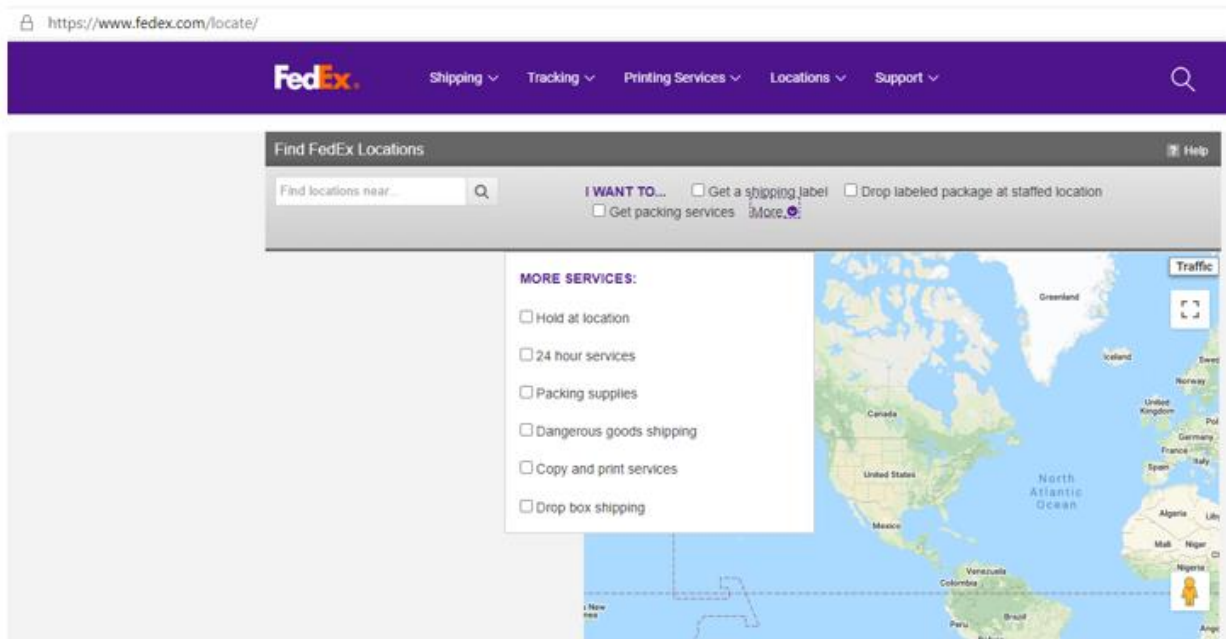 https://www.fedex.com/locate/
FedEx.
Shipping
Tracking
Printing Services
Locations
Support
Find FedEx Locations
? Help
Find locations near...
I WANT TO...
Get a shipping label
Drop labeled package at staffed location
Get packing services
More
MORE SERVICES:
Hold at location
24 hour services
Packing supplies
Dangerous goods shipping
Copy and print services
Drop box shipping
Traffic
Greenland
Iceland
Swed
Norway
United
Kingdom
Pol
Germany
France
Italy
Spain
Canada
United States
North
Atlantic
Ocean
Mexico
Algeria
Lib
Mali
Niger
Nigeria
Venezuela
Colombia
Peru
Brazil
Ango